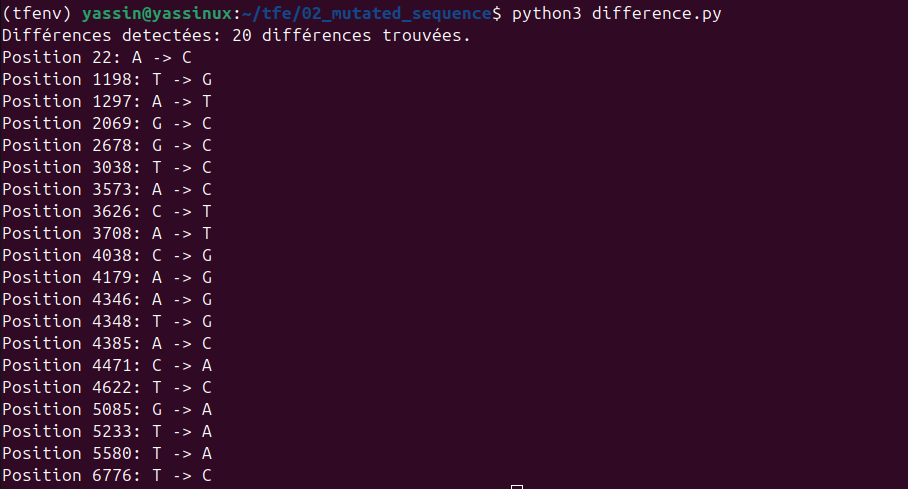 (tfenv) yassin@yassinux:~/tfe/02_mutated_sequence$ python3 difference.py
Différences detectées: 20 différences trouvées.
Position 22: A -> C
Position 1198: T -> G
Position 1297: A -> T
Position 2069: G -> C
Position 2678: G -> C
Position 3038: T -> C
Position 3573: A -> C
Position 3626: C -> T
Position 3708: A -> T
Position 4038: C -> G
Position 4179: A -> G
Position 4346: A -> G
Position 4348: T -> G
Position 4385: A -> C
Position 4471: C -> A
Position 4622: T -> C
Position 5085: G -> A
Position 5233: T -> A
Position 5580: T -> A
Position 6776: T -> C